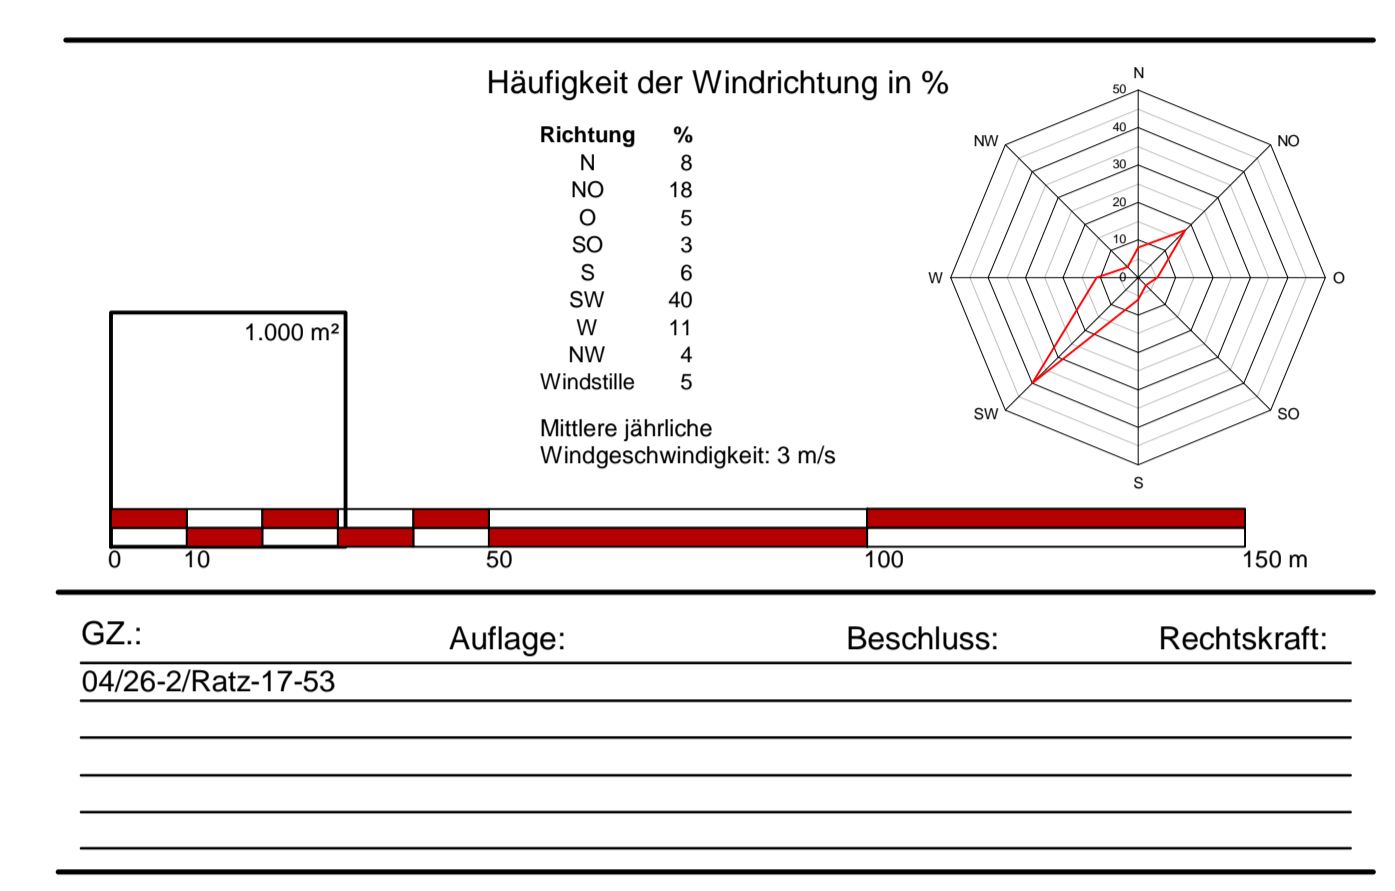 Häufigkeit der Windrichtung in %
Richtung %
N 8
NO 18
O 5
SO 3
S 6
SW 40
W 11
NW 4
Windstille 5
Mittlere jährliche
Windgeschwindigkeit: 3 m/s
N
50
NW
40
NO
30
20
10
W
0
O
SW
SO
S
1.000 m²
0 10 50 100 150 m
GZ.: Auflage: Beschluss: Rechtskraft:
04/26-2/Ratz-17-53